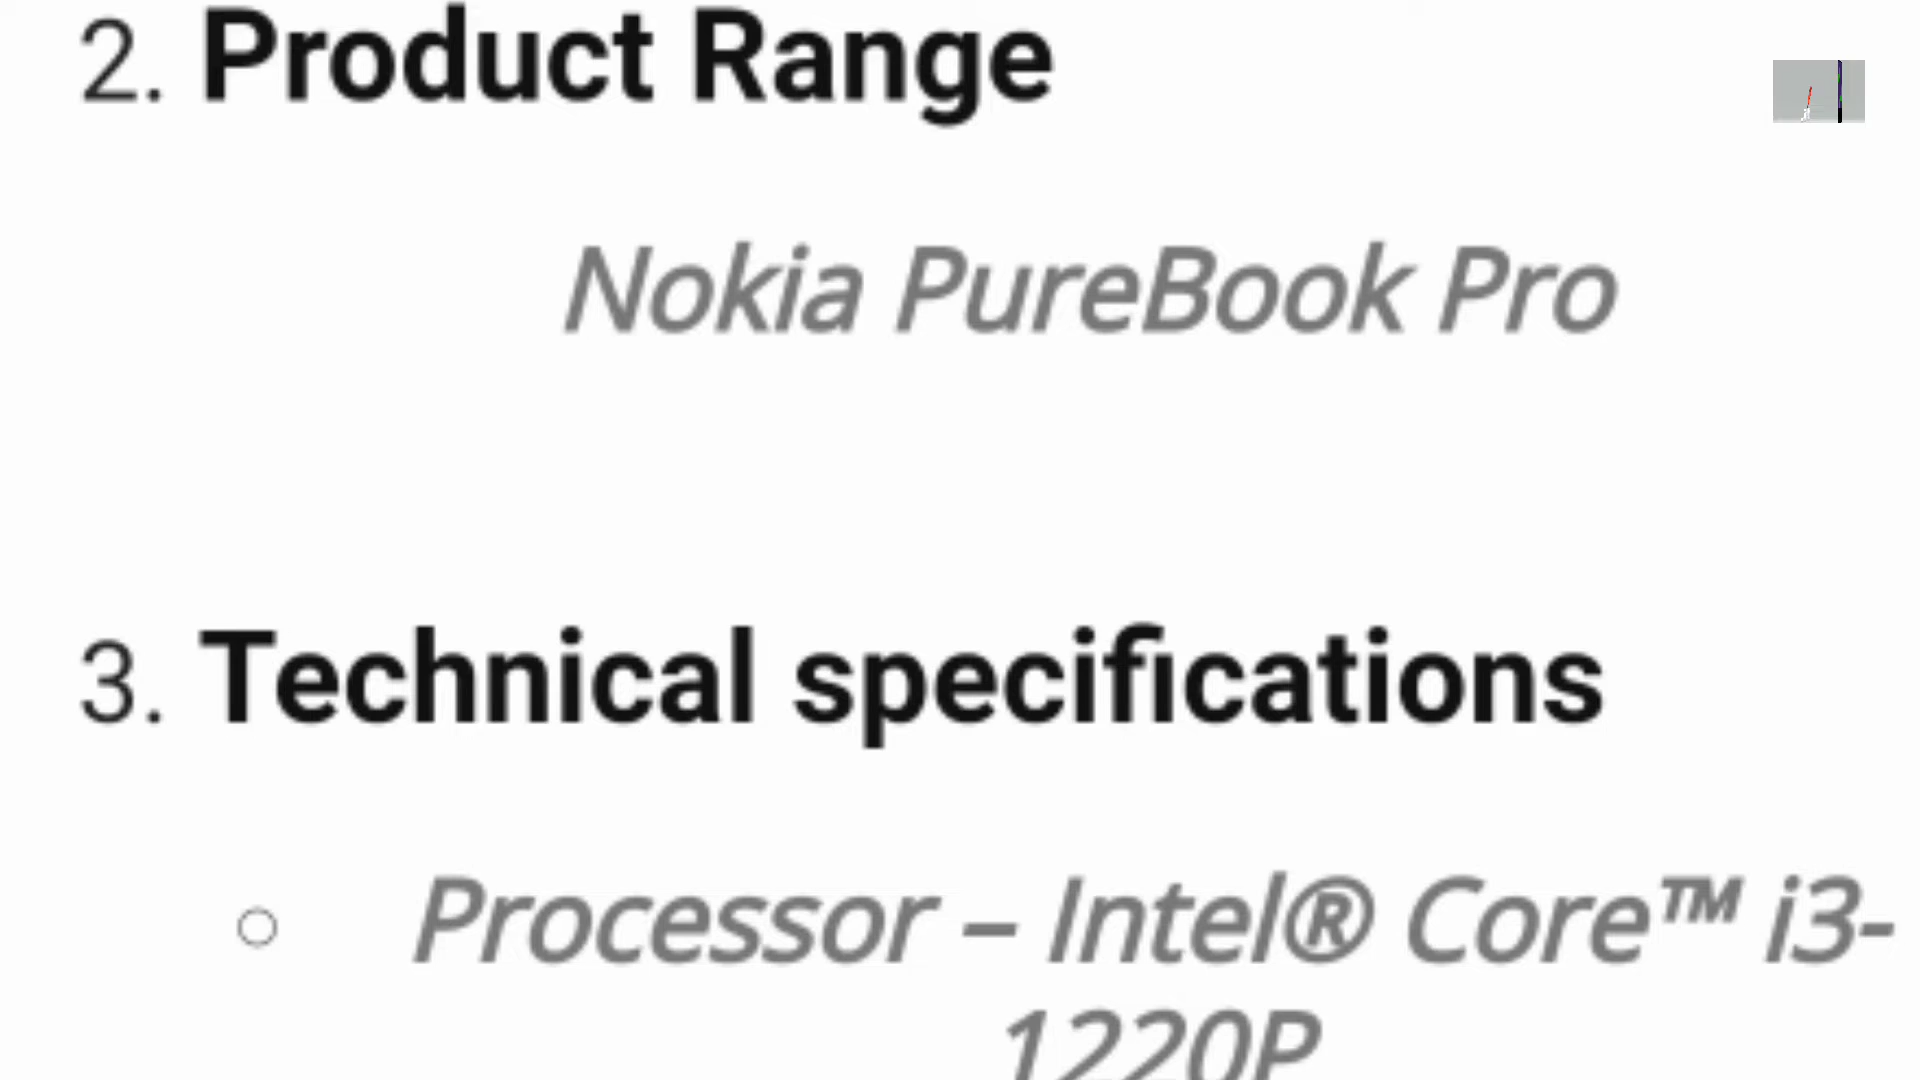 2. Product Range
Nokia PureBook Pro
3. Technical specifications
○ Processor – Intel® Core™ i3-
1220P